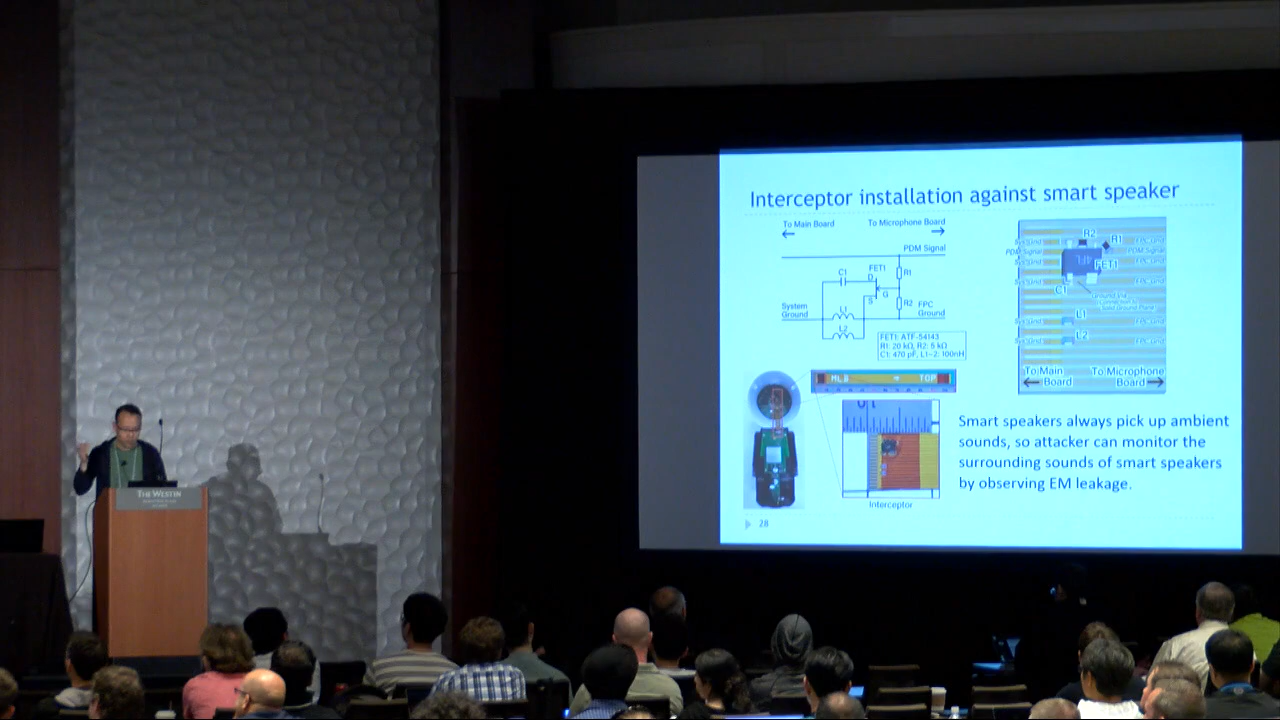 Interceptor installation against smart speaker
To Main Board
To Microphone Board
PDM Signal
C1
FET1
D
G
S
R1
R2
L1
L2
System
Ground
FPC
Ground
FET1: ATF-54143
R1: 20 kΩ, R2: 5 kΩ
C1: 470 pF, L1-2: 100nH
R2
R1
FET1
C1
L1
L2
To Main
Board
To Microphone
Board
MLB
TOP
Interceptor
Smart speakers always pick up ambient
sounds, so attacker can monitor the
surrounding sounds of smart speakers
by observing EM leakage.
28
THE WESTIN